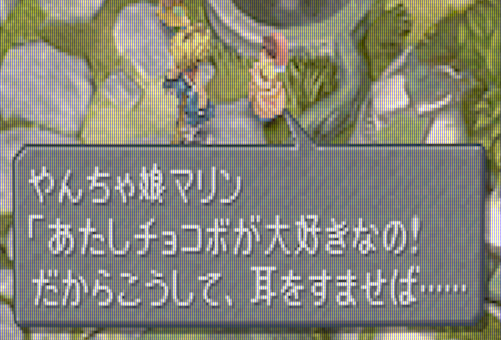 やんちゃ娘マリン
「あたしチョコボが大好きなの！
だからこうして、耳をすませば……